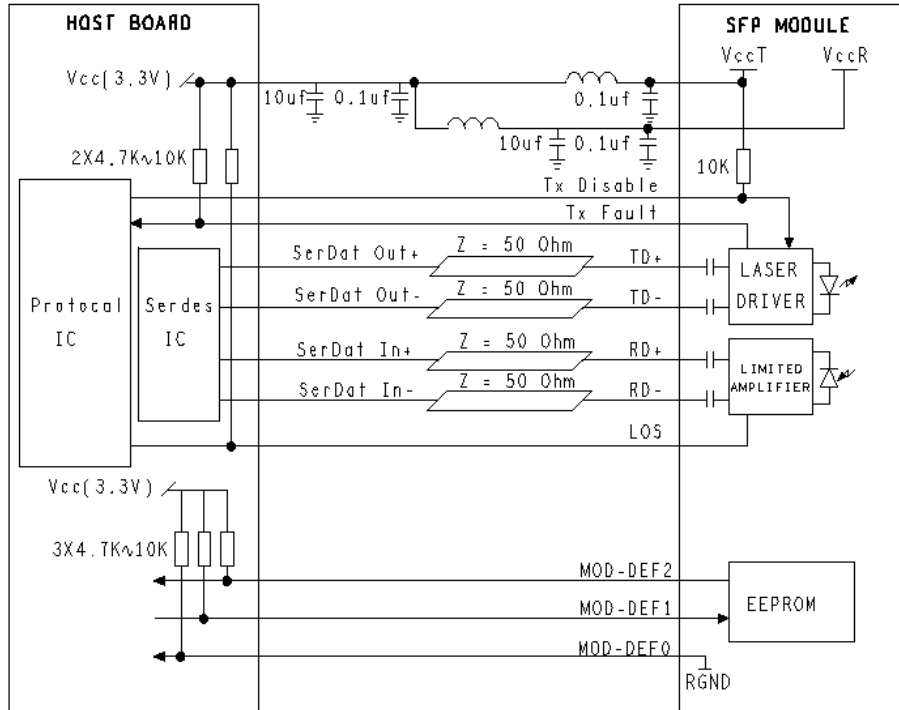 HOST BOARD
SFP MODULE
Vcc(3.3V)
VccT
VccR
10uf
0.1uf
0.1uf
10uf
0.1uf
2X4.7K~10K
10K
Tx Disable
Tx Fault
SerDat Out+
Z = 50 Ohm
TD+
SerDat Out-
Z = 50 Ohm
TD-
SerDat In+
Z = 50 Ohm
RD+
SerDat In-
Z = 50 Ohm
RD-
Protocal
IC
Serdes
IC
LASER
DRIVER
LIMITED
AMPLIFIER
LOS
Vcc(3.3V)
3X4.7K~10K
MOD-DEF2
MOD-DEF1
MOD-DEF0
EEPROM
RGND